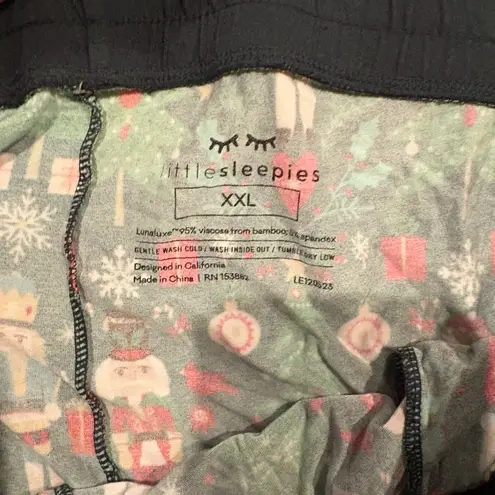 littlesleepies
XXL
Lunaluxe™ 95% viscose from bamboo; 5% spandex
GENTLE WASH COLD / WASH INSIDE OUT / TUMBLE DRY LOW
Designed in California
Made in China | RN 153882